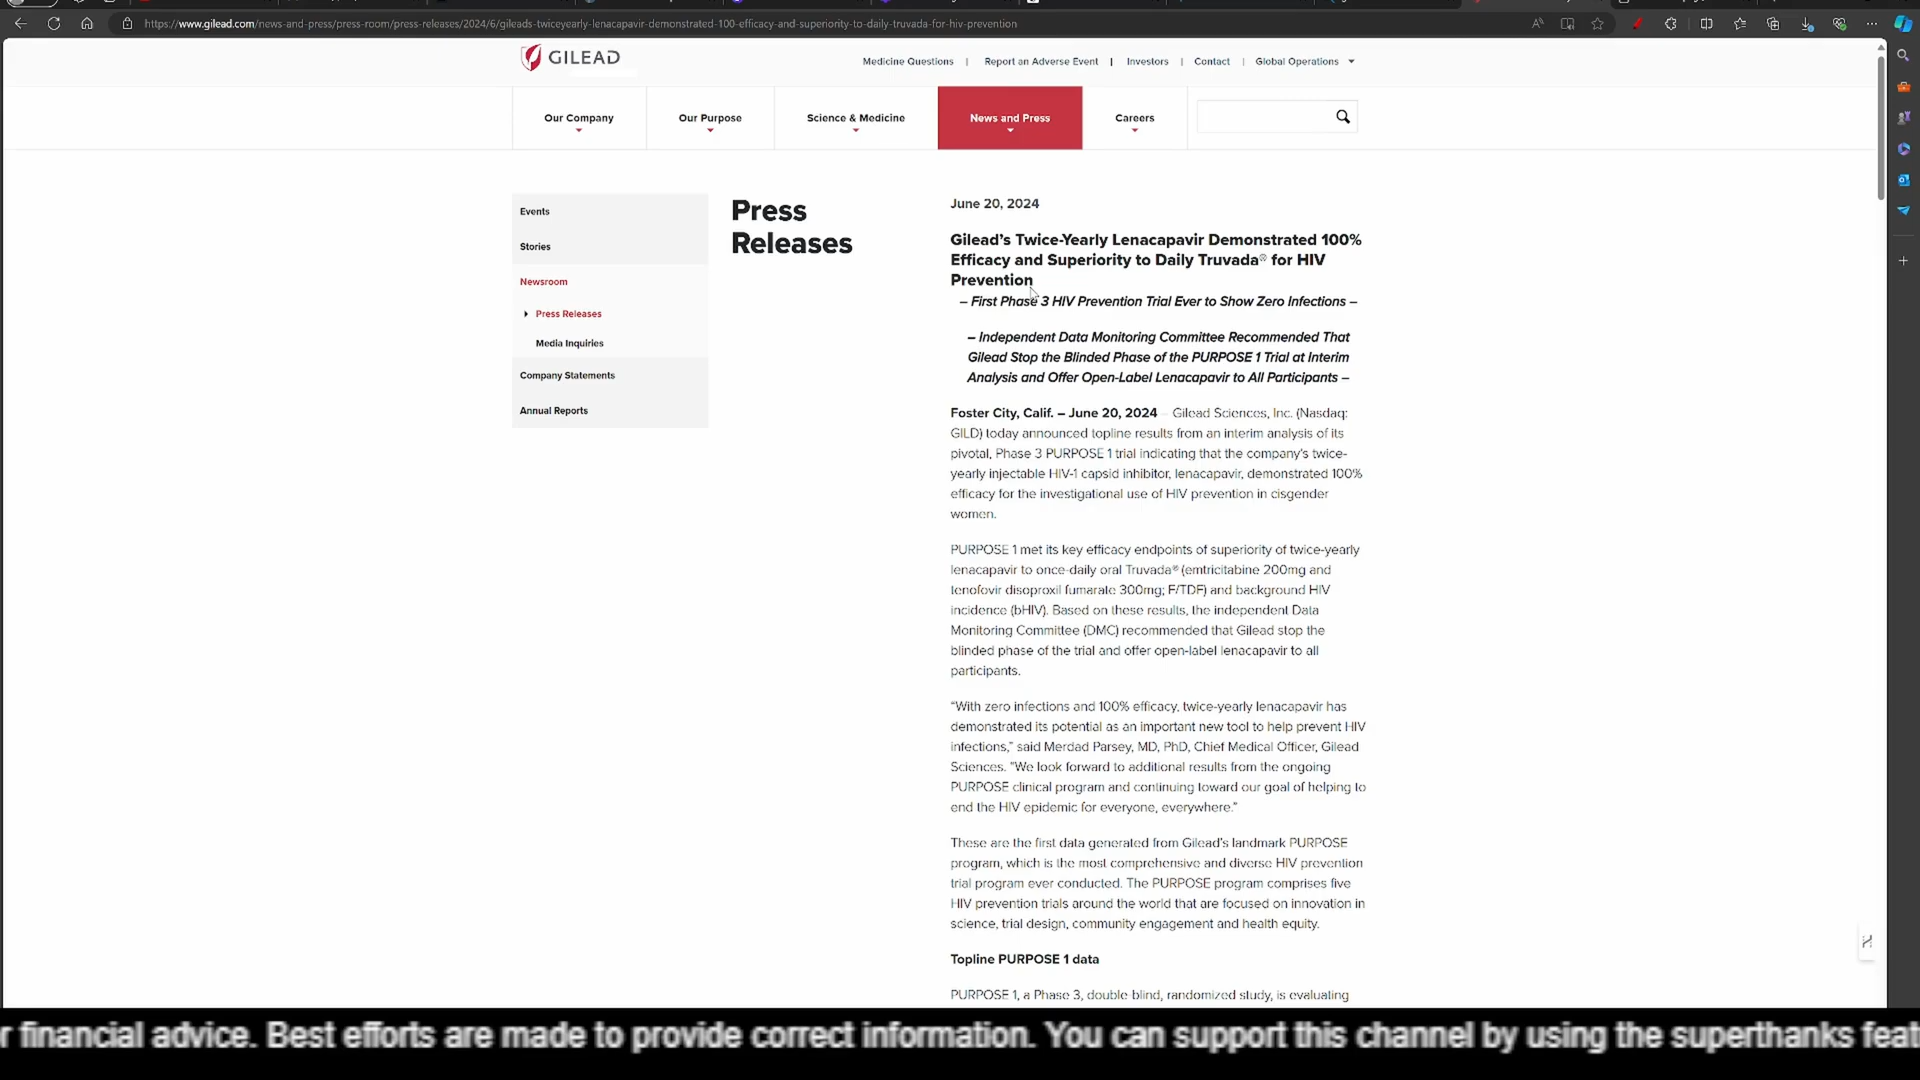 https://www.gilead.com/news-and-press/press-room/press-releases/2024/6/gileads-twiceyearly-lenacapavir-demonstrated-100-efficacy-and-superiority-to-daily-truvada-for-hiv-prevention
GILEAD
Medicine Questions | Report an Adverse Event | Investors | Contact | Global Operations
Our Company
Our Purpose
Science & Medicine
News and Press
Careers
Events
Stories
Newsroom
Press Releases
Media Inquiries
Company Statements
Annual Reports
Press
Releases
June 20, 2024
Gilead’s Twice-Yearly Lenacapavir Demonstrated 100%
Efficacy and Superiority to Daily Truvada® for HIV
Prevention
– First Phase 3 HIV Prevention Trial Ever to Show Zero Infections –
– Independent Data Monitoring Committee Recommended That
Gilead Stop the Blinded Phase of the PURPOSE 1 Trial at Interim
Analysis and Offer Open-Label Lenacapavir to All Participants –
Foster City, Calif. – June 20, 2024 – Gilead Sciences, Inc. (Nasdaq:
GILD) today announced topline results from an interim analysis of its
pivotal, Phase 3 PURPOSE 1 trial indicating that the company’s twice-
yearly injectable HIV-1 capsid inhibitor, lenacapavir, demonstrated 100%
efficacy for the investigational use of HIV prevention in cisgender
women.
PURPOSE 1 met its key efficacy endpoints of superiority of twice-yearly
lenacapavir to once-daily oral Truvada® (emtricitabine 200mg and
tenofovir disoproxil fumarate 300mg; F/TDF) and background HIV
incidence (bHIV). Based on these results, the independent Data
Monitoring Committee (DMC) recommended that Gilead stop the
blinded phase of the trial and offer open-label lenacapavir to all
participants.
“With zero infections and 100% efficacy, twice-yearly lenacapavir has
demonstrated its potential as an important new tool to help prevent HIV
infections,” said Merdad Parsey, MD, PhD, Chief Medical Officer, Gilead
Sciences. “We look forward to additional results from the ongoing
PURPOSE clinical program and continuing toward our goal of helping to
end the HIV epidemic for everyone, everywhere.”
These are the first data generated from Gilead’s landmark PURPOSE
program, which is the most comprehensive and diverse HIV prevention
trial program ever conducted. The PURPOSE program comprises five
HIV prevention trials around the world that are focused on innovation in
science, trial design, community engagement and health equity.
Topline PURPOSE 1 data
PURPOSE 1, a Phase 3, double-blind, randomized study, is evaluating
r financial advice. Best efforts are made to provide correct information. You can support this channel by using the superthanks feat